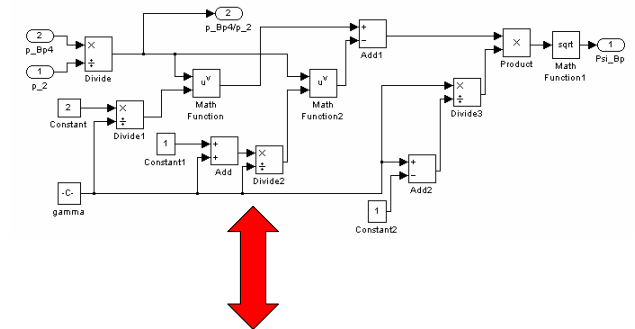 2
p_Bp4/p_2
2
p_Bp4
×
÷
Divide
1
p_2
+
−
Add1
×
Product
sqrt
Math
Function1
1
Psi_Bp
u^v
Math
Function
u^v
Math
Function2
×
÷
Divide3
2
Constant
×
÷
Divide1
1
Constant1
+
+
Add
×
÷
Divide2
+
−
Add2
-C-
gamma
1
Constant2